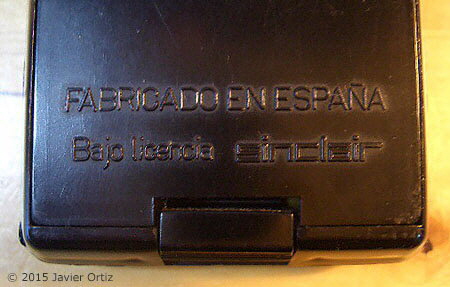 FABRICADO EN ESPAÑA
Bajo licencia sinclair
© 2015 Javier Ortiz